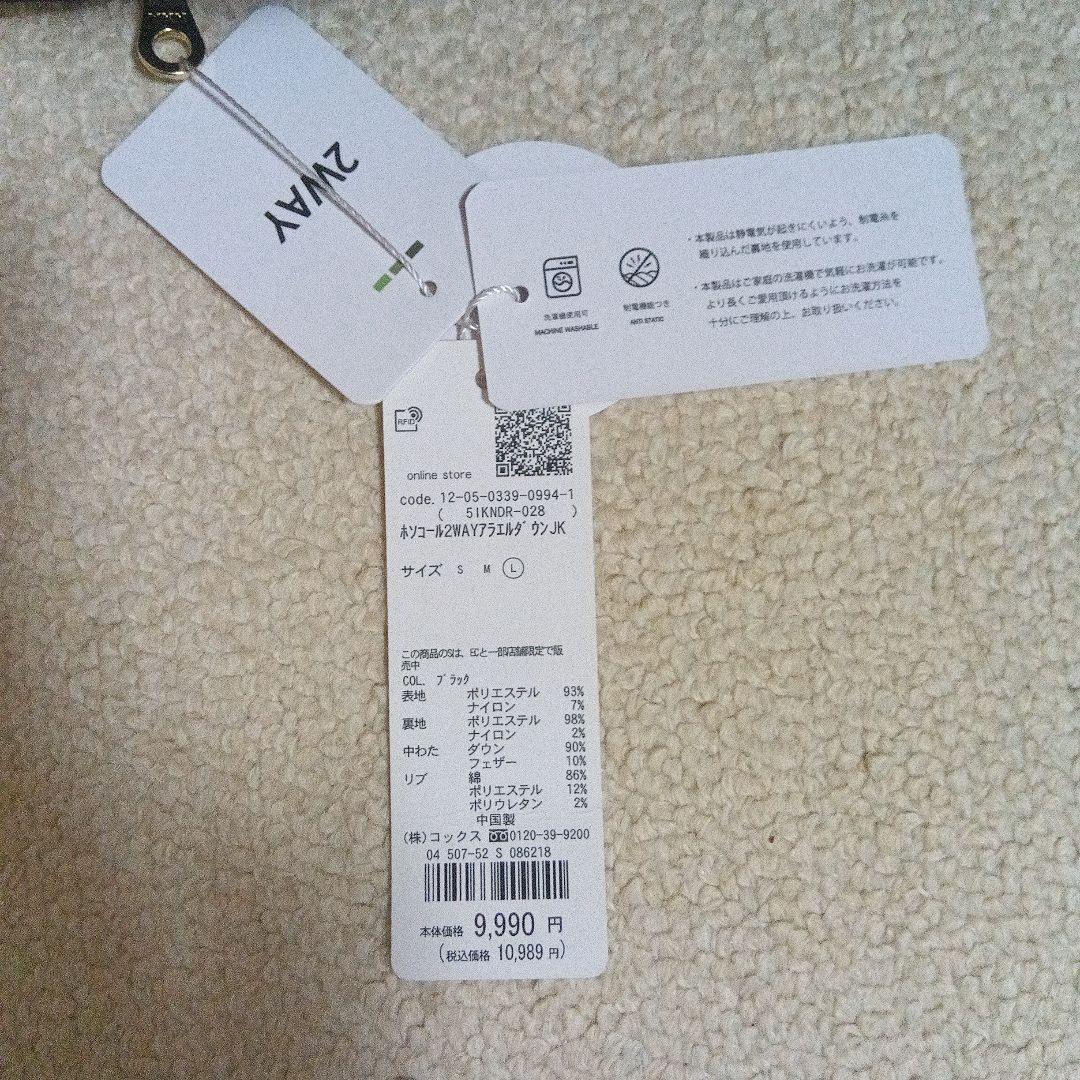 2WAY
・本製品は静電気が起きにくいよう、制電糸を
織り込んだ裏地を使用しています。
・本製品はご家庭の洗濯機で気軽にお洗濯が可能です。
より長くご愛用頂けるようにお洗濯方法を
十分にご理解の上、お取り扱いください。
洗濯機使用可
MACHINE WASHABLE
制電機能つき
ANTI STATIC
RFID
online store
code. 12-05-0339-0994-1
( 5IKNDR-028 )
ﾎｿｺｰﾙ2WAYｱﾗｴﾙﾀﾞｳﾝJK
サイズ S M L
この商品のSは、ECと一部店舗限定で販
売中
COL. ﾌﾞﾗｯｸ
表地 ポリエステル 93%
ナイロン 7%
裏地 ポリエステル 98%
ナイロン 2%
中わた ダウン 90%
フェザー 10%
リブ 綿 86%
ポリエステル 12%
ポリウレタン 2%
中国製
(株)コックス 0120-39-9200
04 507-52 S 086218
本体価格 9,990 円
(税込価格 10,989 円)